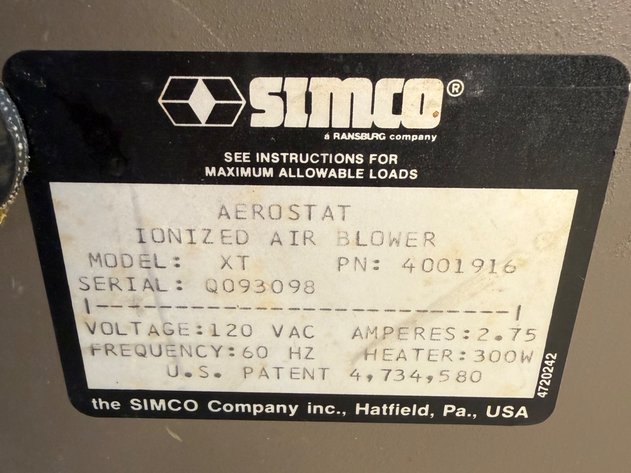 SIMCO®
a RANSBURG company
SEE INSTRUCTIONS FOR
MAXIMUM ALLOWABLE LOADS
AEROSTAT
IONIZED AIR BLOWER
MODEL: XT PN: 4001916
SERIAL: Q093098
|-----------------------------|
VOLTAGE:120 VAC AMPERES:2.75
FREQUENCY:60 HZ HEATER:300W
U.S. PATENT 4,734,580
4720242
the SIMCO Company inc., Hatfield, Pa., USA